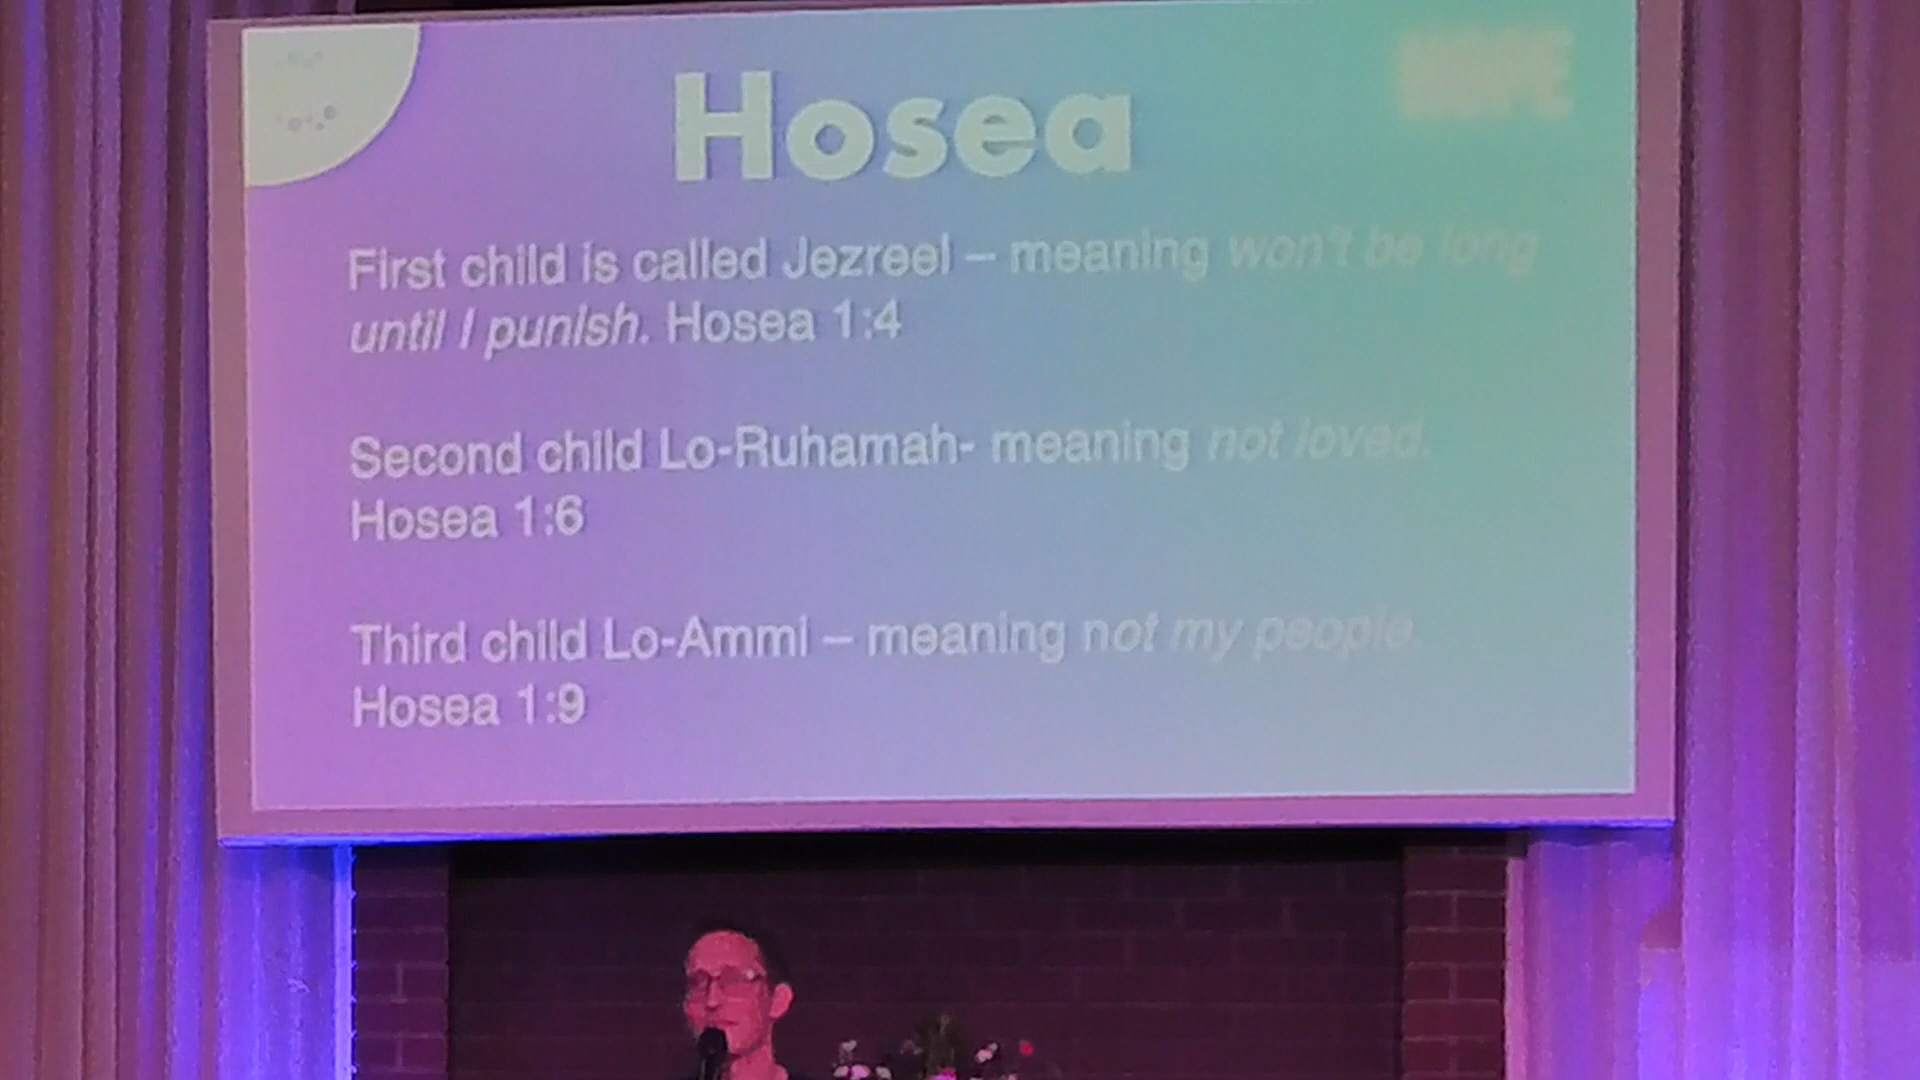 Hosea
HOPE
First child is called Jezreel – meaning won't be long
until I punish. Hosea 1:4
Second child Lo-Ruhamah- meaning not loved.
Hosea 1:6
Third child Lo-Ammi – meaning not my people.
Hosea 1:9